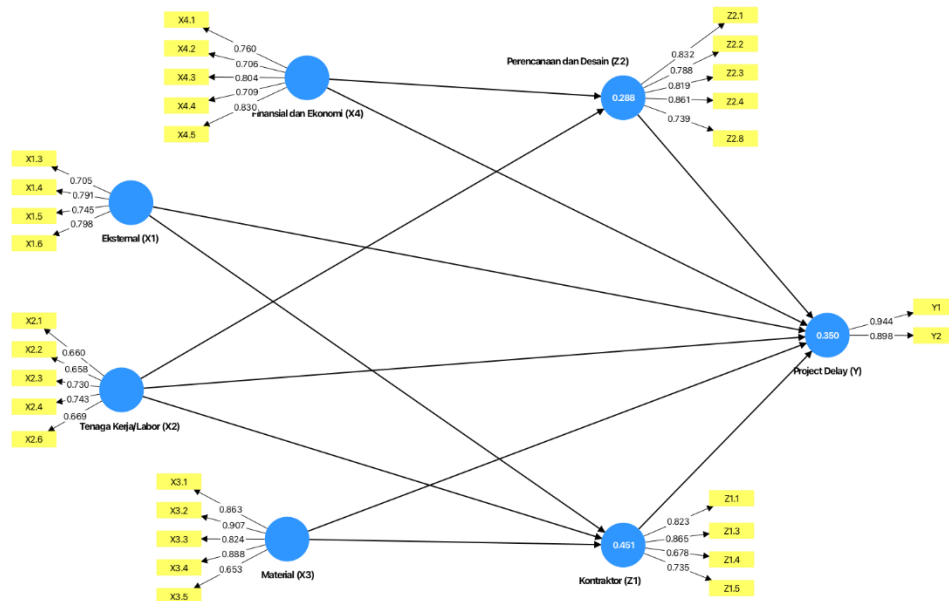 X4.1
0.760
X4.2
0.706
X4.3
0.804
X4.4
0.709
X4.5
0.830
Finansial dan Ekonomi (X4)
Perencanaan dan Desain (Z2)
0.288
Z2.1
0.832
Z2.2
0.788
Z2.3
0.819
Z2.4
0.861
Z2.8
0.739
X1.3
0.705
X1.4
0.791
X1.5
0.745
X1.6
0.798
Eksternal (X1)
X2.1
0.660
X2.2
0.658
X2.3
0.730
X2.4
0.743
X2.6
0.669
Tenaga Kerja/Labor (X2)
0.350
Project Delay (Y)
Y1
0.944
Y2
0.898
X3.1
0.863
X3.2
0.907
X3.3
0.824
X3.4
0.888
X3.5
0.653
Material (X3)
0.451
Kontraktor (Z1)
Z1.1
0.823
Z1.3
0.865
Z1.4
0.678
Z1.5
0.735